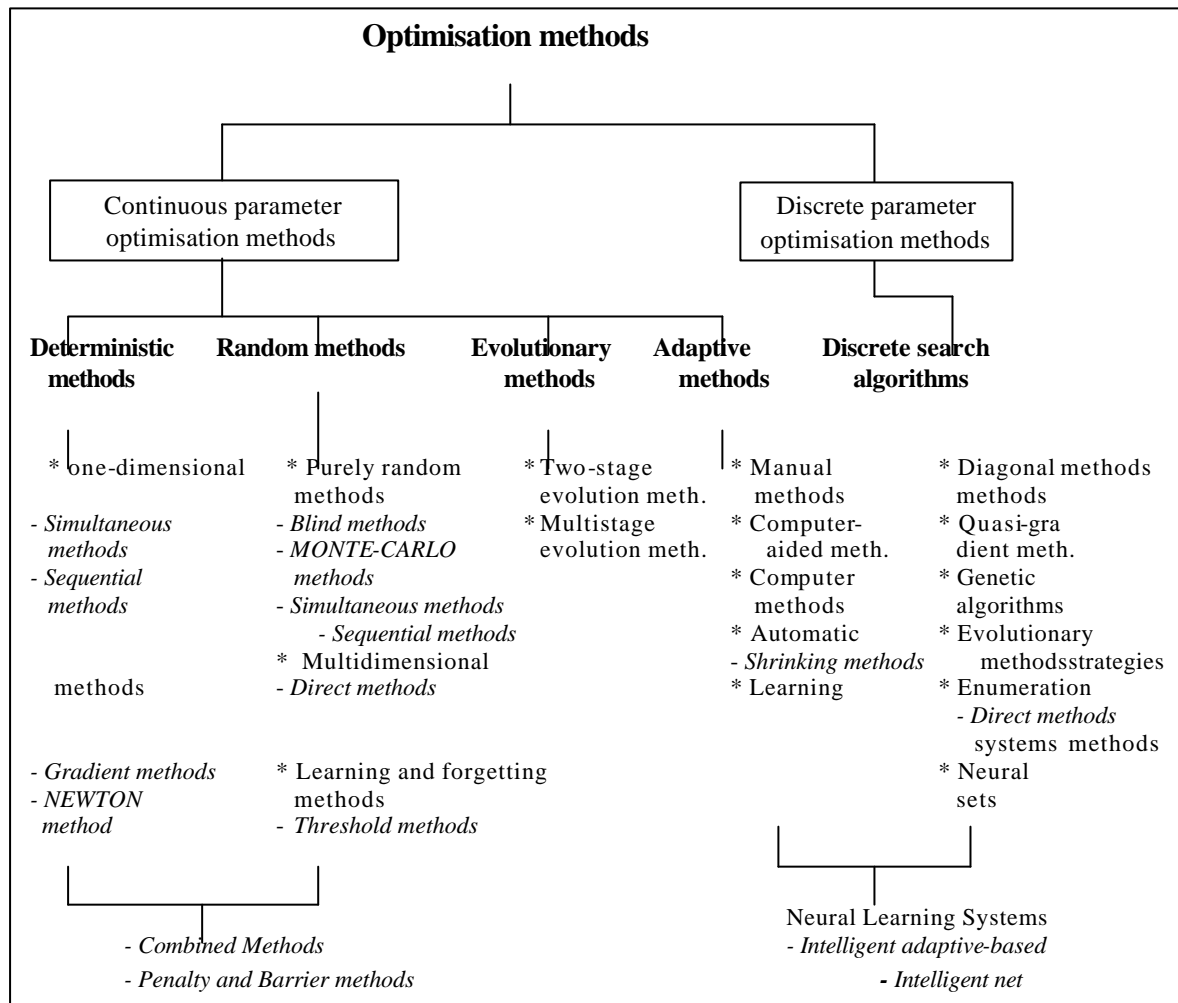 Optimisation methods
Continuous parameter
optimisation methods
Discrete parameter
optimisation methods
Deterministic
methods
Random methods
Evolutionary
methods
Adaptive
methods
Discrete search
algorithms
* one-dimensional
- Simultaneous
methods
- Sequential
methods
methods
- Gradient methods
- NEWTON
method
* Purely random
methods
- Blind methods
- MONTE-CARLO
methods
- Simultaneous methods
- Sequential methods
* Multidimensional
- Direct methods
* Learning and forgetting
methods
- Threshold methods
* Two-stage
evolution meth.
* Multistage
evolution meth.
* Manual
methods
* Computer-
aided meth.
* Computer
methods
* Automatic
- Shrinking methods
* Learning
* Diagonal methods
methods
* Quasi-gra
dient meth.
* Genetic
algorithms
* Evolutionary
methodsstrategies
* Enumeration
- Direct methods
systems methods
* Neural
sets
- Combined Methods
- Penalty and Barrier methods
Neural Learning Systems
- Intelligent adaptive-based
- Intelligent net